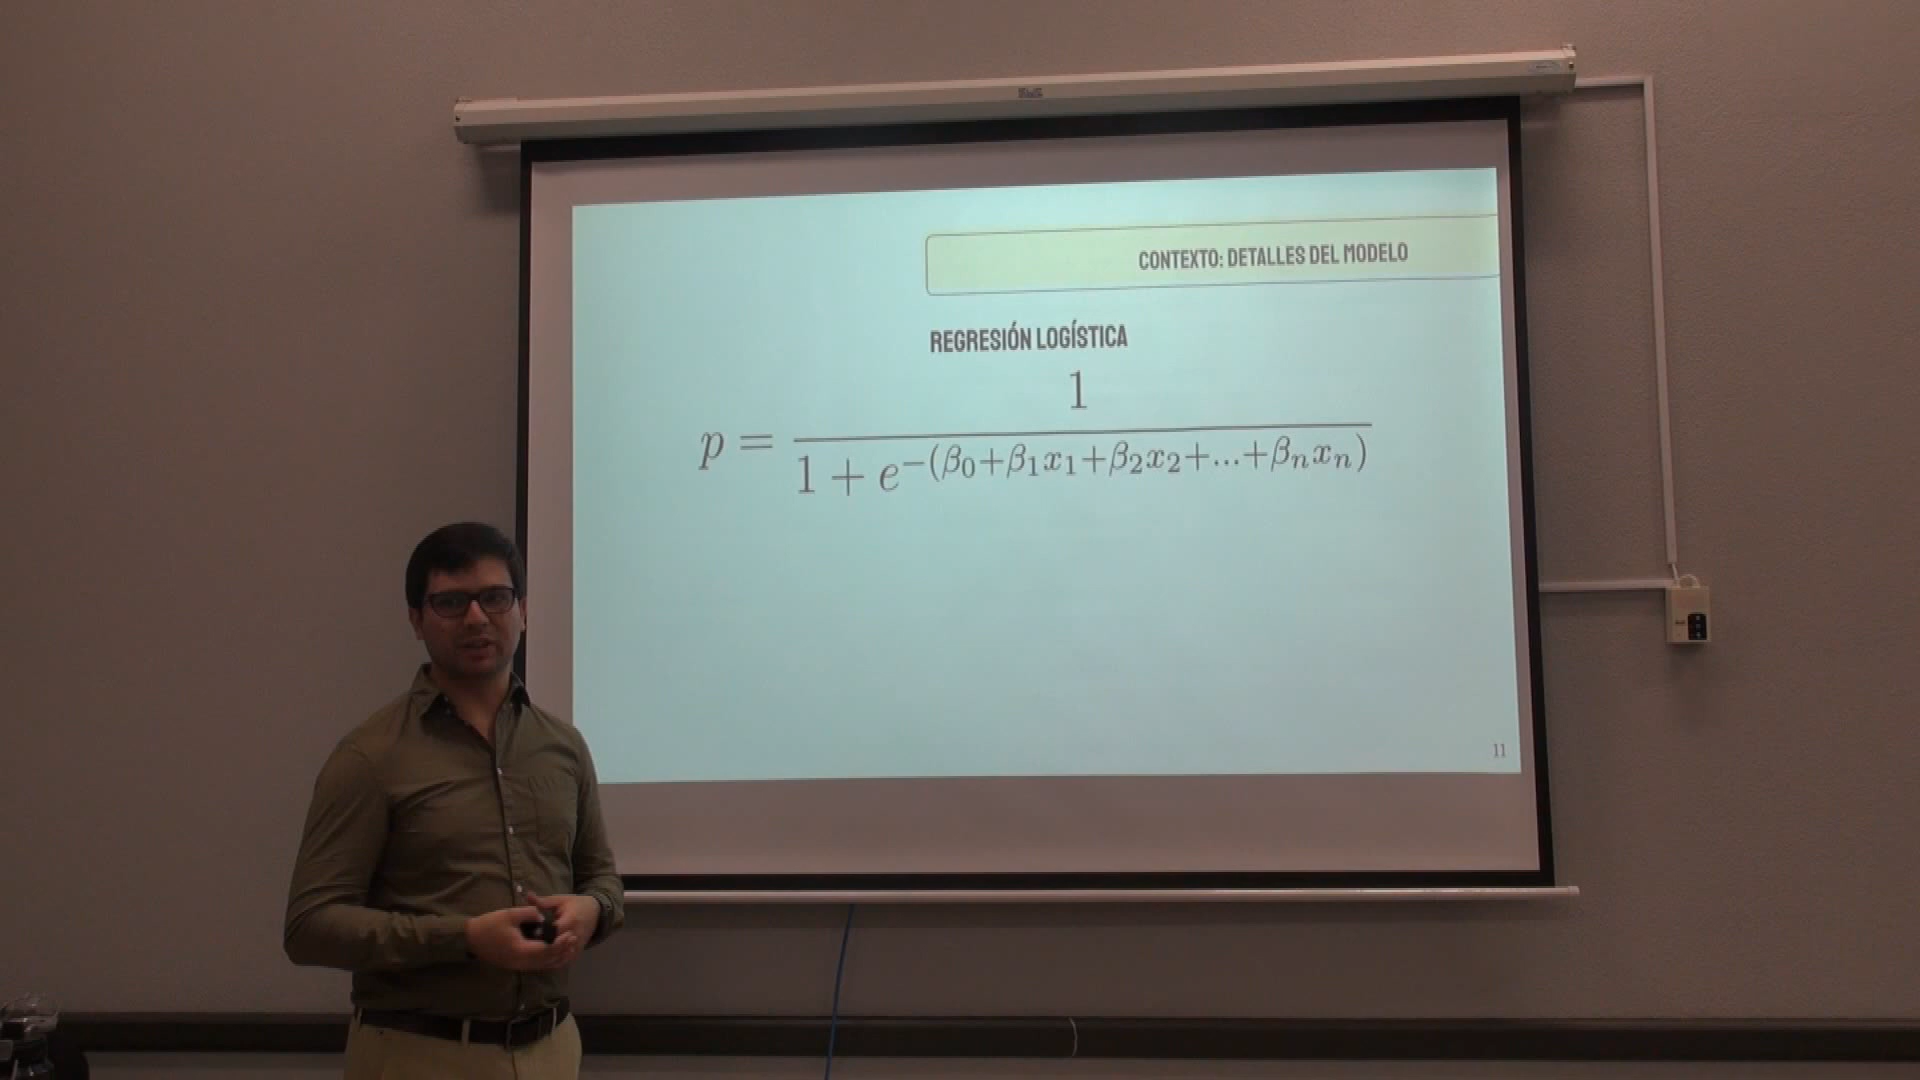 CONTEXTO: DETALLES DEL MODELO
REGRESIÓN LOGÍSTICA
p = 1 / (1 + e^{-(β₀+β₁x₁+β₂x₂+...+βₙxₙ)})
11